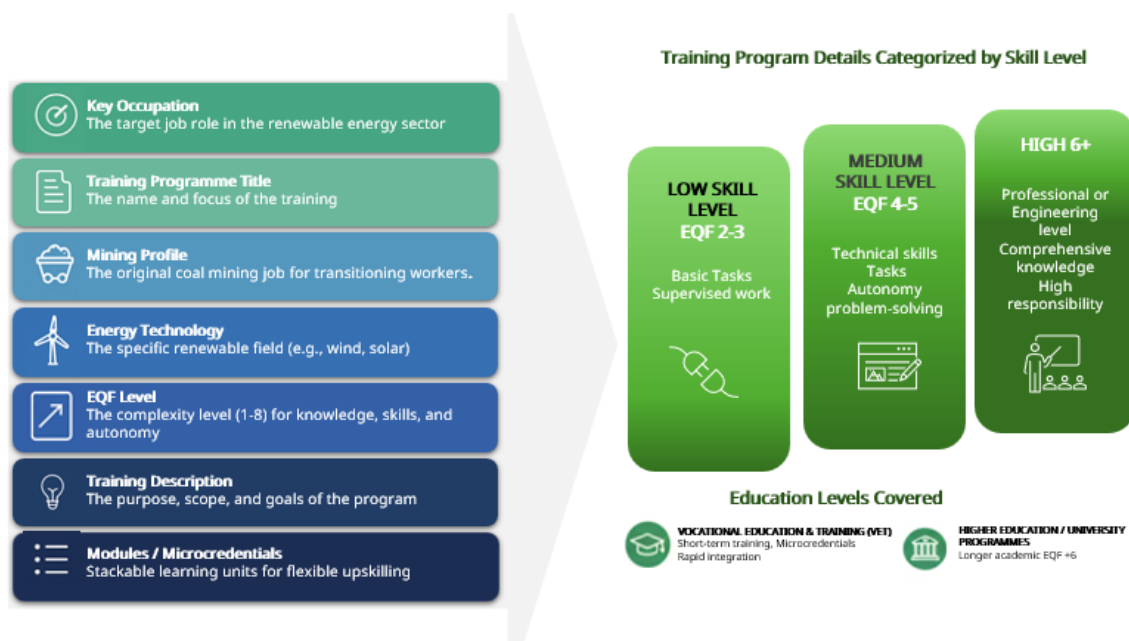 Key Occupation
The target job role in the renewable energy sector
Training Programme Title
The name and focus of the training
Mining Profile
The original coal mining job for transitioning workers.
Energy Technology
The specific renewable field (e.g., wind, solar)
EQF Level
The complexity level (1-8) for knowledge, skills, and
autonomy
Training Description
The purpose, scope, and goals of the program
Modules / Microcredentials
Stackable learning units for flexible upskilling
Training Program Details Categorized by Skill Level
LOW SKILL
LEVEL
EQF 2-3
Basic Tasks
Supervised work
MEDIUM
SKILL LEVEL
EQF 4-5
Technical skills
Tasks
Autonomy
problem-solving
HIGH 6+
Professional or
Engineering
level
Comprehensive
knowledge
High
responsibility
Education Levels Covered
VOCATIONAL EDUCATION & TRAINING (VET)
Short-term training, Microcredentials
Rapid integration
HIGHER EDUCATION / UNIVERSITY
PROGRAMMES
Longer academic EQF +6